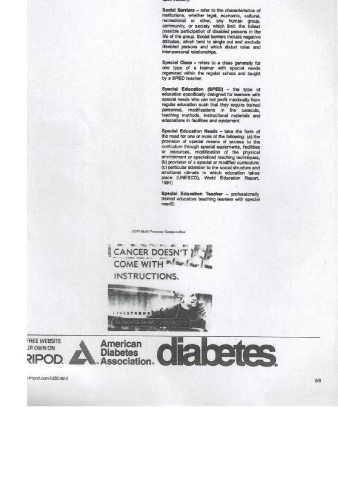 Social Barriers - refer to the characteristics of
institutions, whether legal, economic, cultural,
recreational or other, any human group,
community, or society which limit the fullest
possible participation of disabled persons in the
life of the group. Social barriers include negative
attitudes, which tend to single out and exclude
disabled persons and which distort roles and
inter-personal relationships.
Special Class - refers to a class generally for
one type of a learner with special needs
organized within the regular school and taught
by a SPED teacher.
Special Education (SPED) - the type of
education specifically designed for learners with
special needs who can not profit maximally from
regular education such that they require trained
personnel, modifications in the curricula,
teaching methods, instructional materials and
adaptations in facilities and equipment.
Special Education Needs - take the form of
the need for one or more of the following: (a) the
provision of special means of access to the
curriculum through special equipments, facilities
or resources, modification of the physical
environment or specialized teaching techniques;
(b) provision of a special or modified curriculum;
(c) particular attention to the social structure and
emotional climate in which education takes
place (UNESCO, World Education Report,
1991)
Special Education Teacher - professionally
trained educators teaching learners with special
needs.
Multi Purpose Cooperative
CANCER DOESN'T
COME WITH
INSTRUCTIONS.
LIVESTRONG
FREE WEBSITE
UR OWN ON
RIPOD.
American
Diabetes
Association.
diabetes.